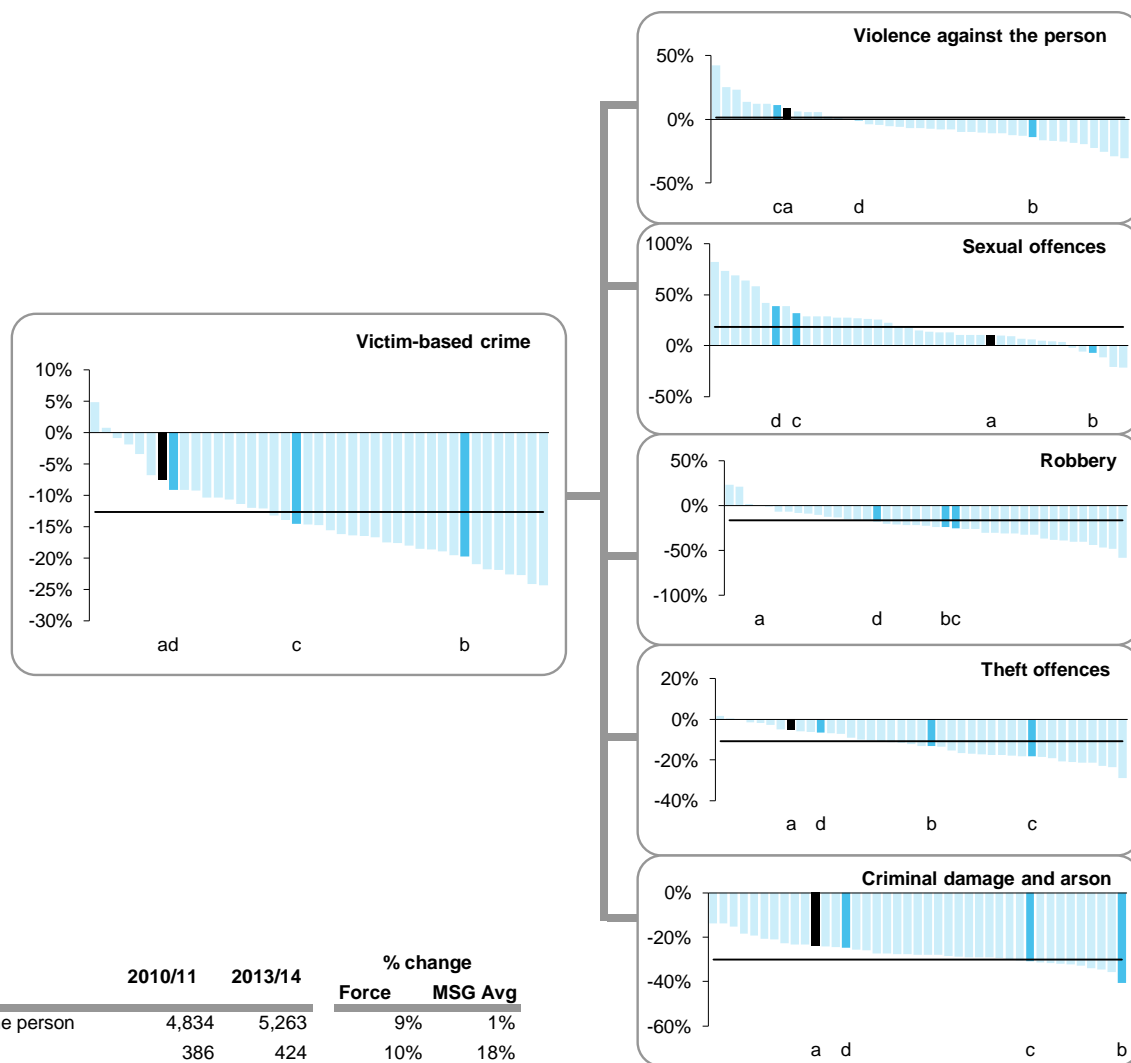 Violence against the person
50%
0%
-50%
ca d b
Sexual offences
100%
50%
0%
-50%
d c a b
Victim-based crime
10%
5%
0%
-5%
-10%
-15%
-20%
-25%
-30%
ad c b
Robbery
50%
0%
-50%
-100%
a d bc
Theft offences
20%
0%
-20%
-40%
a d b c
Criminal damage and arson
0%
-20%
-40%
-60%
a d c b
2010/11 2013/14 % change
Force MSG Avg
e person 4,834 5,263 9% 1%
386 424 10% 18%